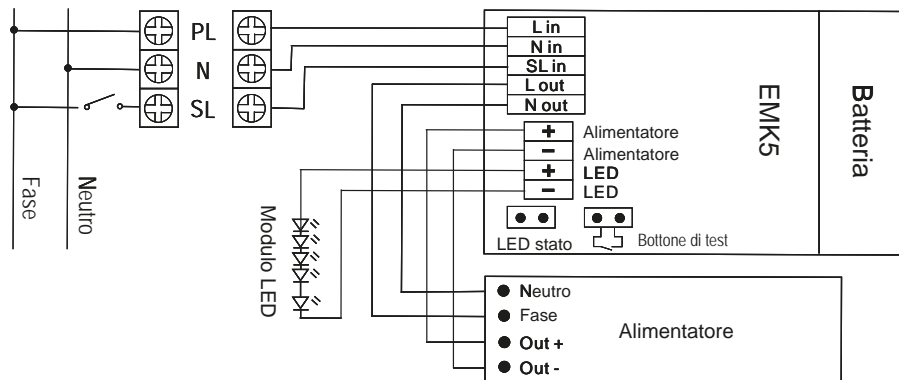 PL
N
SL
Fase
Neutro
L in
N in
SL in
L out
N out
+ Alimentatore
− Alimentatore
+ LED
− LED
LED stato
Bottone di test
EMK5
Batteria
Modulo LED
Neutro
Fase
Out +
Out -
Alimentatore